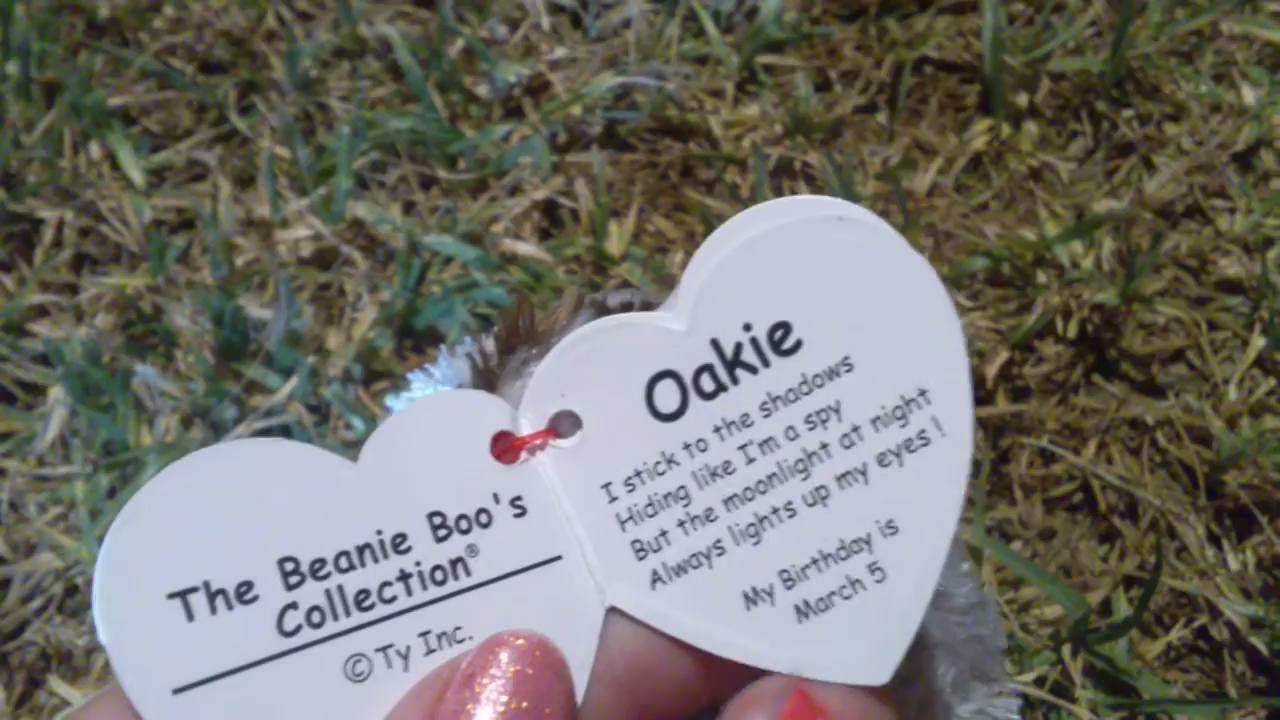 The Beanie Boo's
Collection®
© Ty Inc.
Oakie
I stick to the shadows
Hiding like I'm a spy
But the moonlight at night
Always lights up my eyes !
My Birthday is
March 5